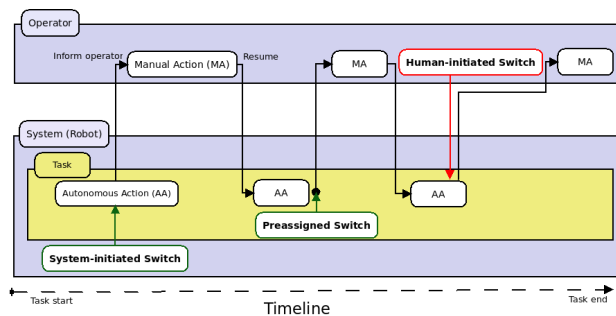 Operator
Inform operator
Manual Action (MA)
Resume
MA
Human-initiated Switch
MA
System (Robot)
Task
Autonomous Action (AA)
AA
AA
Preassigned Switch
System-initiated Switch
Task start
Timeline
Task end